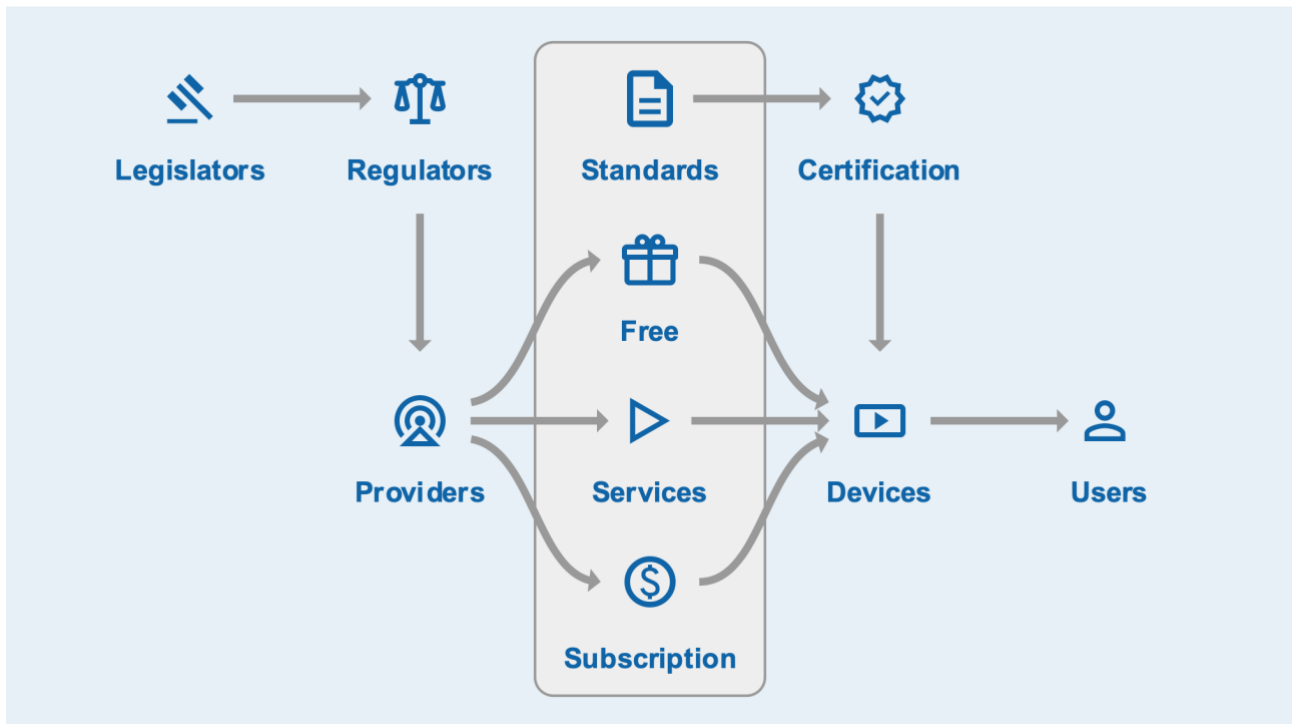 Legislators
Regulators
Standards
Certification
Free
Providers
Services
Devices
Users
Subscription